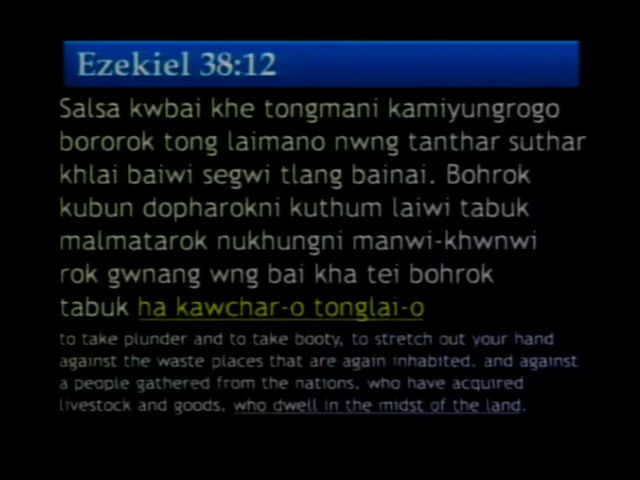 Ezekiel 38:12
Salsa kwbai khe tongmani kamiyungrogo
bororok tong laimano nwng tanthar suthar
khlai baiwi segwi tlang bainai. Bohrok
kubun dopharokni kuthum laiwi tabuk
malmatarok nukhungni manwi-khwnwi
rok gwnang wng bai kha tei bohrok
tabuk ha kawchar-o tonglai-o
to take plunder and to take booty, to stretch out your hand
against the waste places that are again inhabited, and against
a people gathered from the nations, who have acquired
livestock and goods, who dwell in the midst of the land.